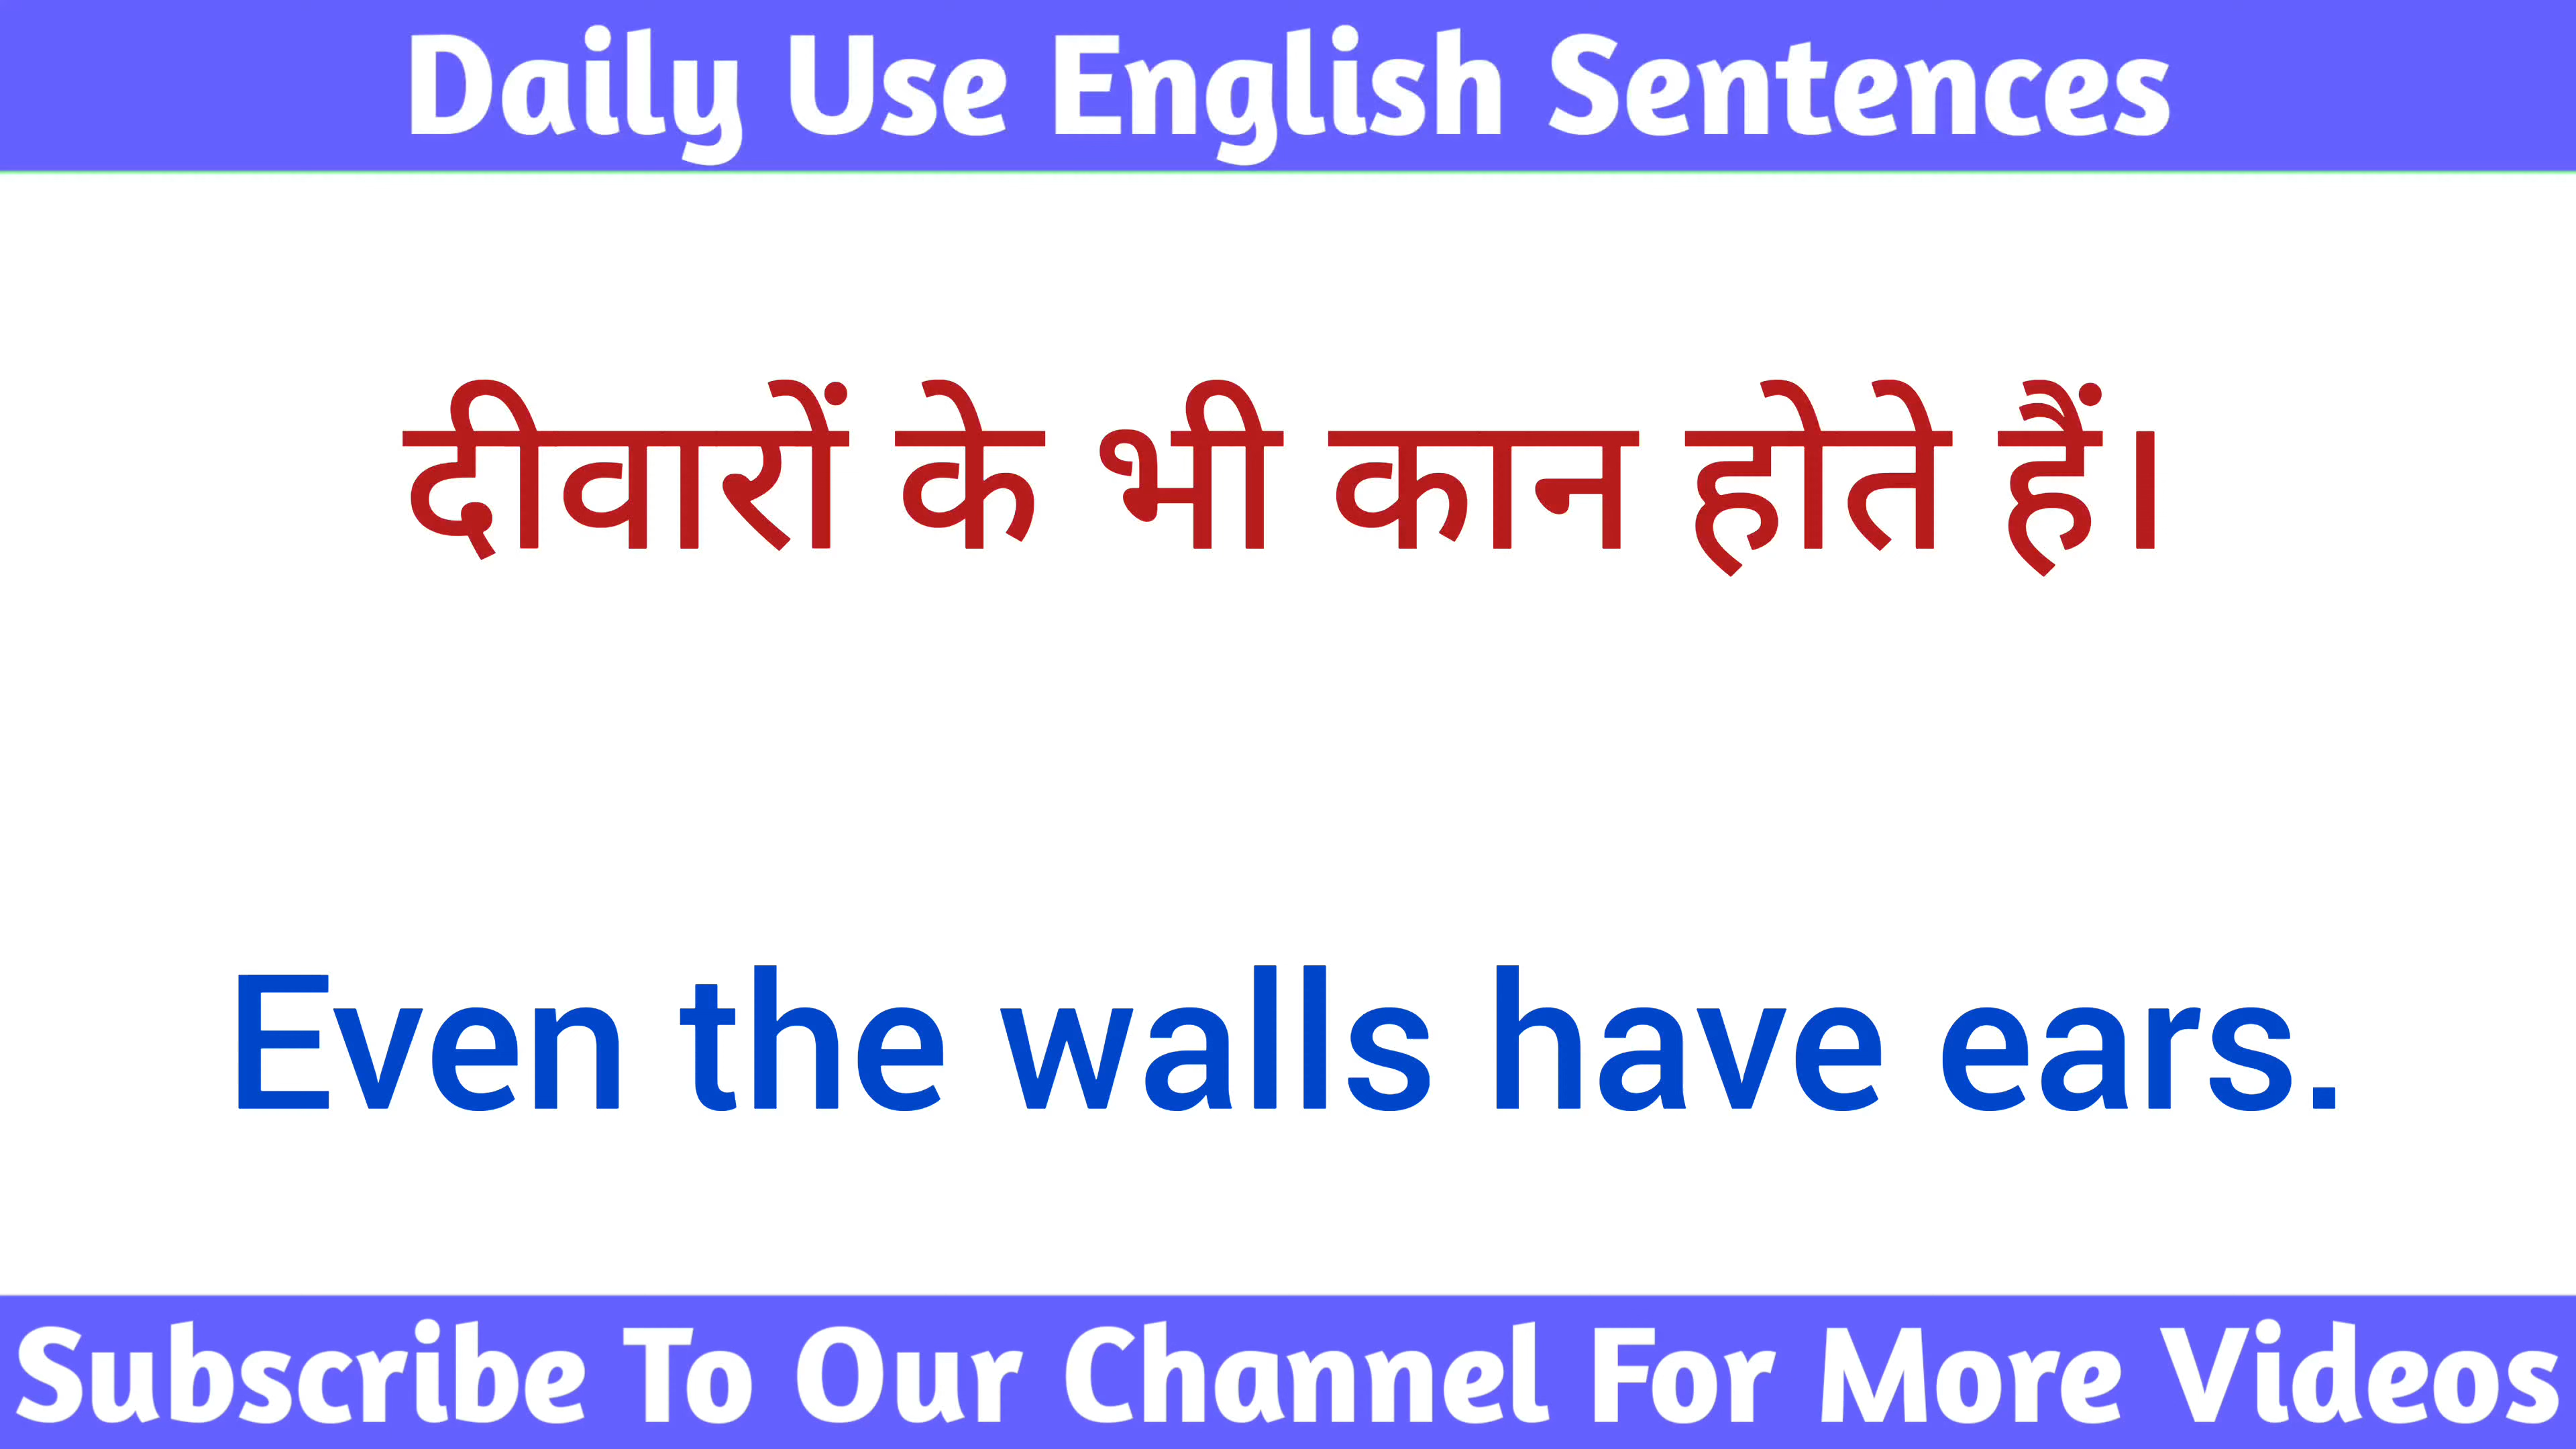 Daily Use English Sentences
दीवारों के भी कान होते हैं।
Even the walls have ears.
Subscribe To Our Channel For More Videos